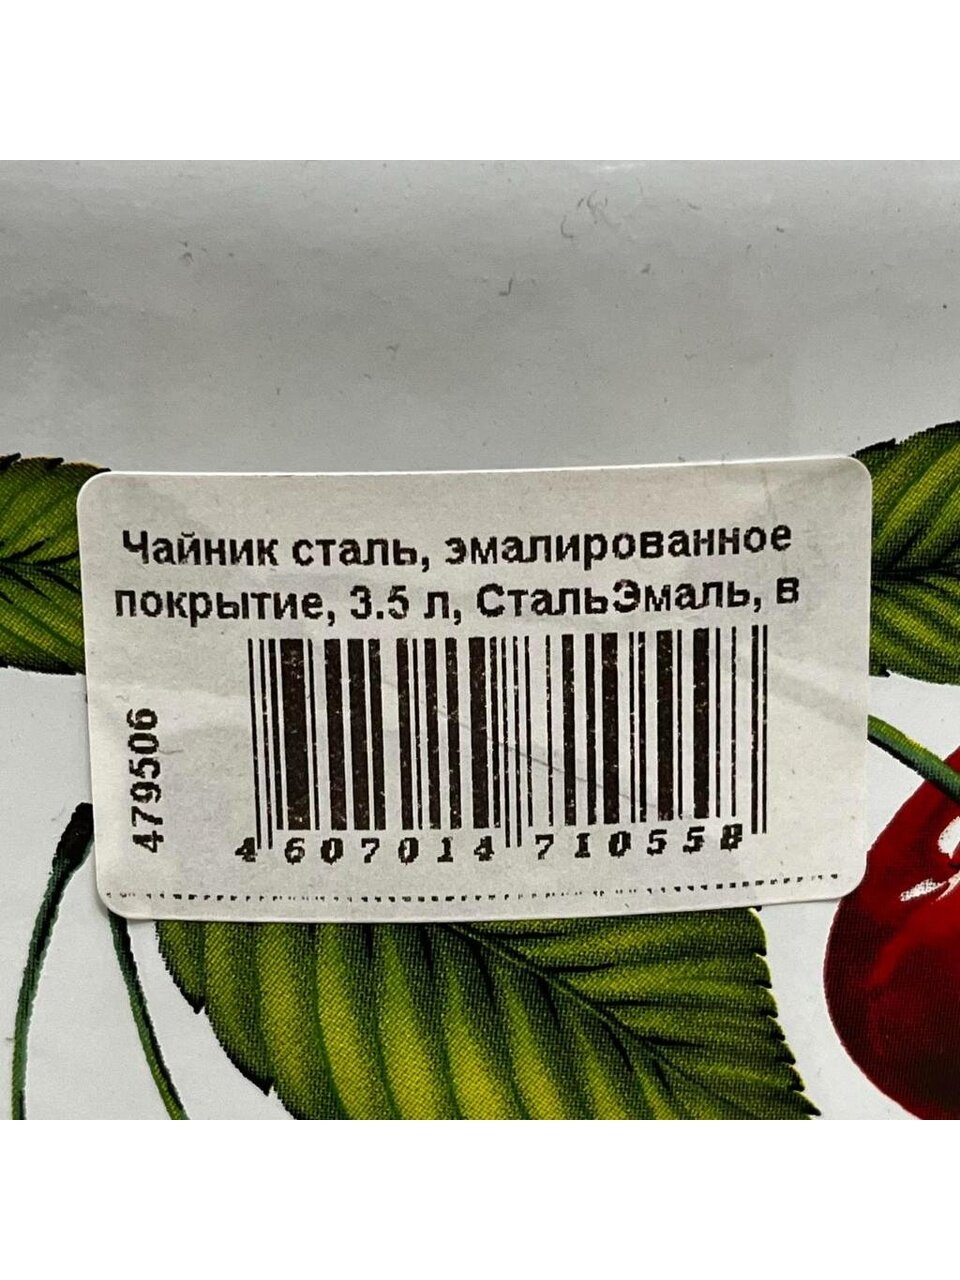 Чайник сталь, эмалированное
покрытие, 3.5 л, СтальЭмаль, в
479506
4 607014 710558